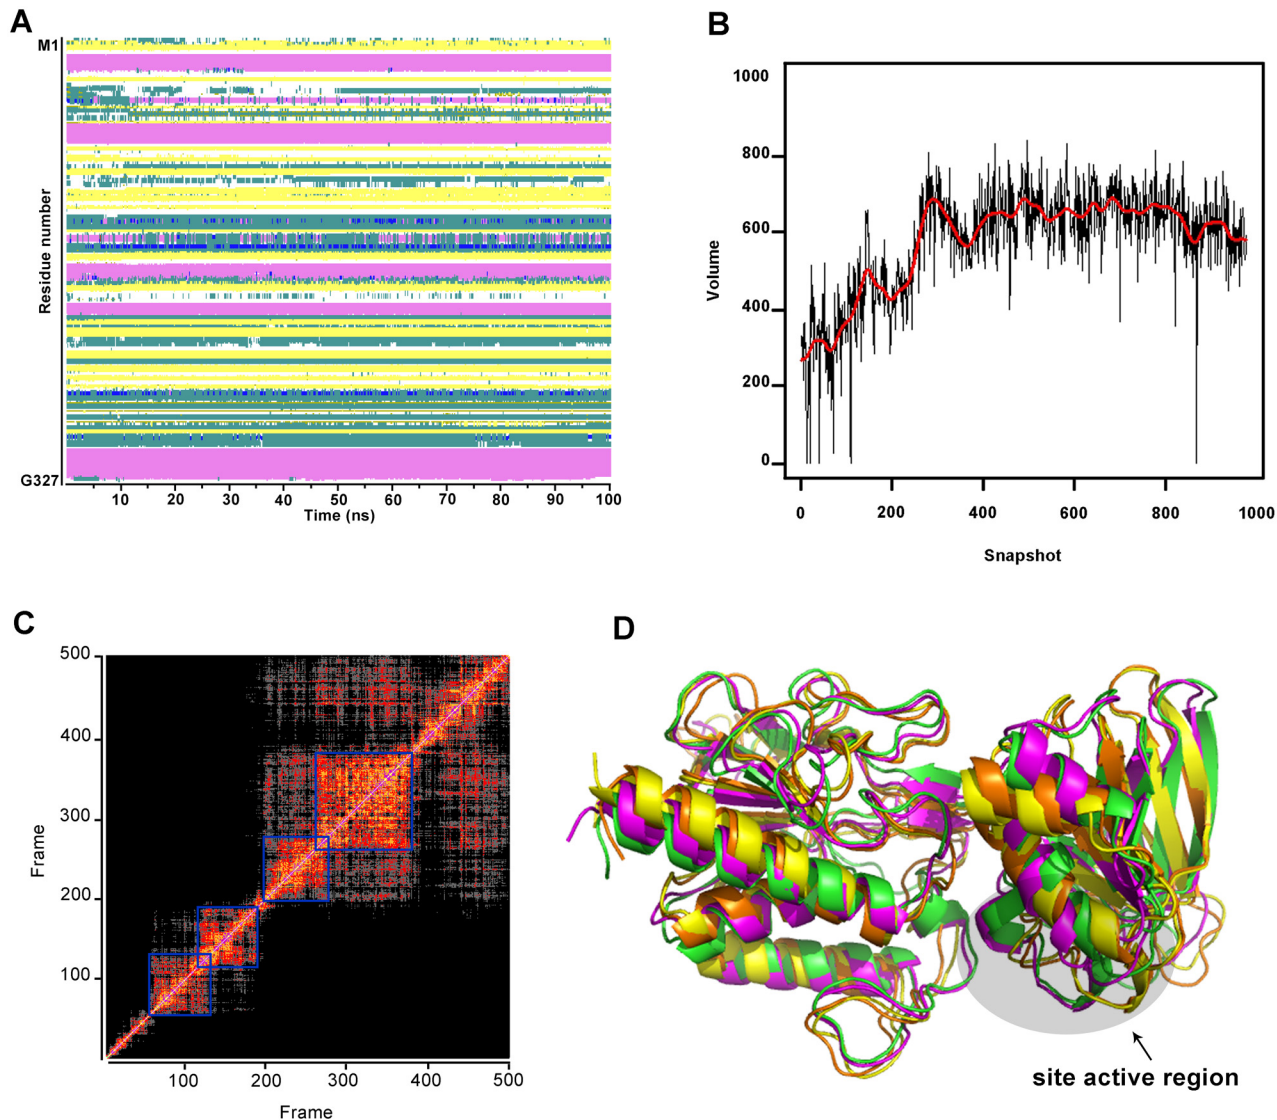 A
M1
Residue number
G327
10 20 30 40 50 60 70 80 90 100
Time (ns)
B
1000
800
600
400
200
0
Volume
0 200 400 600 800 1000
Snapshot
C
500
400
300
200
100
Frame
100 200 300 400 500
Frame
D
site active region